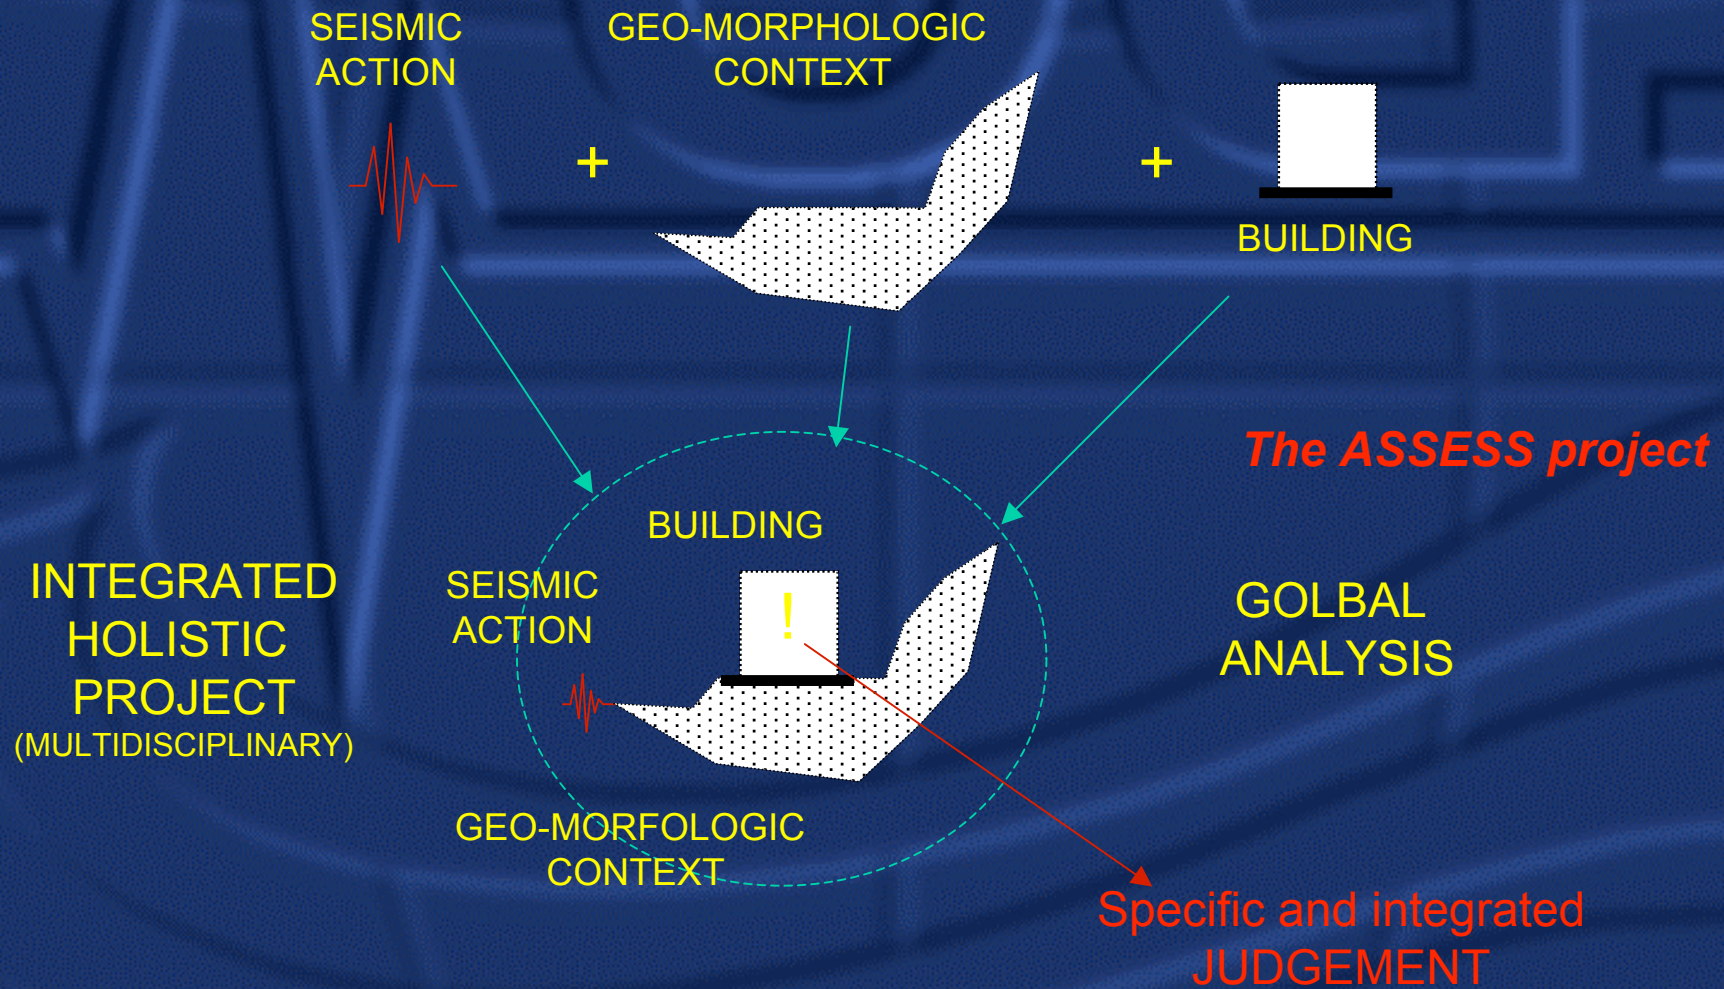 SEISMIC
ACTION
GEO-MORPHOLOGIC
CONTEXT
+
+
BUILDING
The ASSESS project
BUILDING
SEISMIC
ACTION
!
INTEGRATED
HOLISTIC
PROJECT
(MULTIDISCIPLINARY)
GOLBAL
ANALYSIS
GEO-MORFOLOGIC
CONTEXT
Specific and integrated
JUDGEMENT